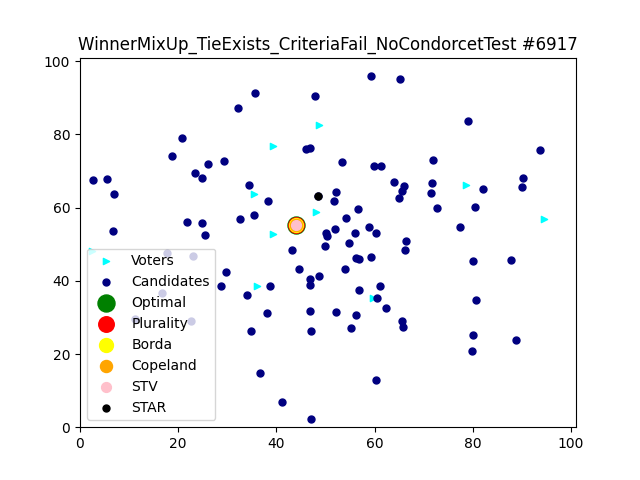 WinnerMixUp_TieExists_CriteriaFail_NoCondorcetTest #6917
100
80
60
40
20
0
Voters
Candidates
Optimal
Plurality
Borda
Copeland
STV
STAR
0 20 40 60 80 100